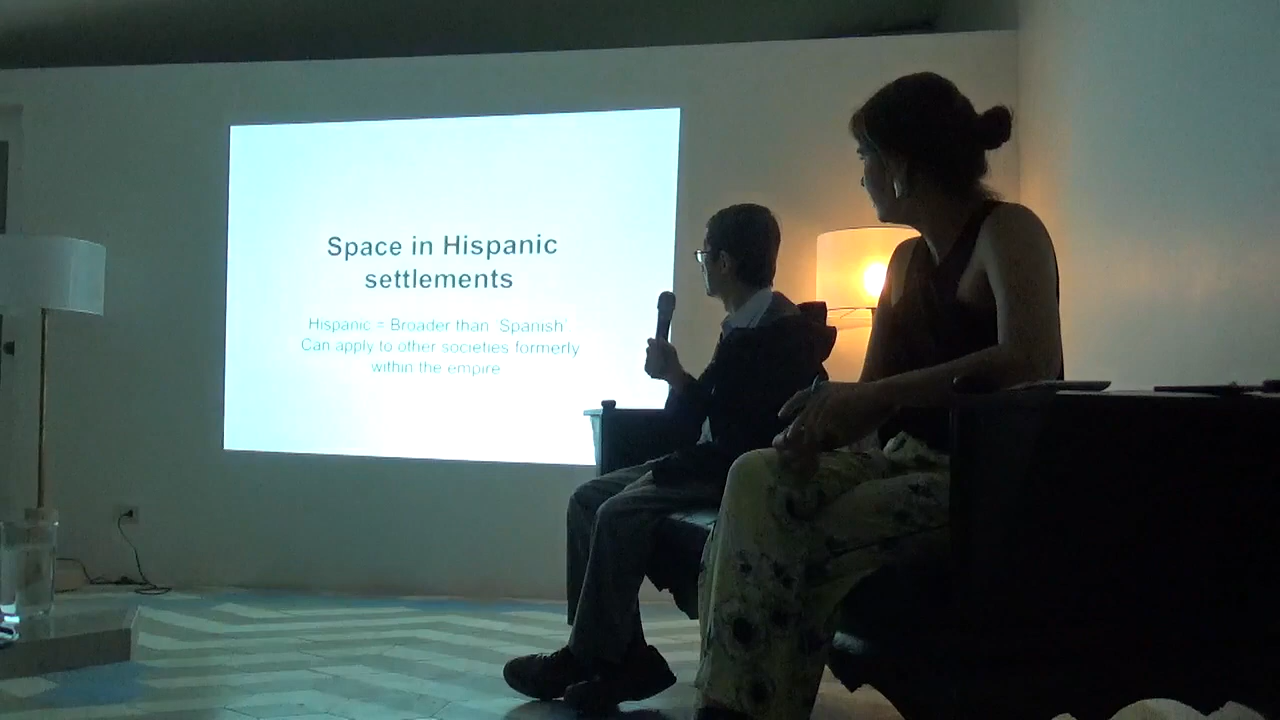 Space in Hispanic
settlements
Hispanic = Broader than 'Spanish'
Can apply to other societies formerly
within the empire